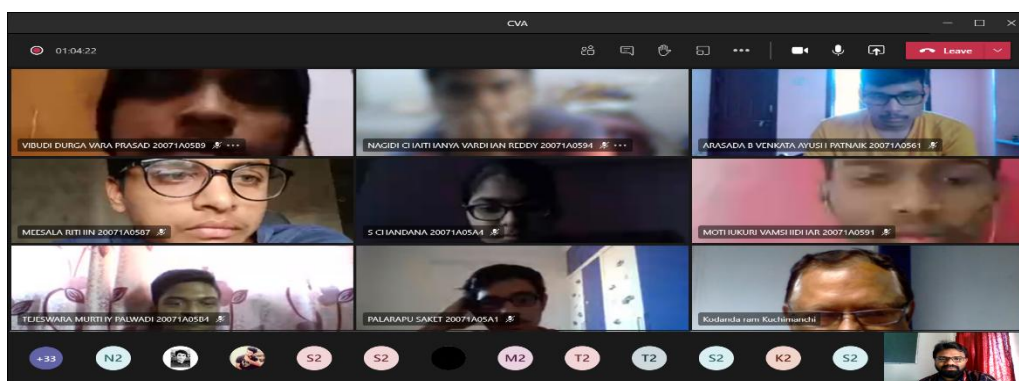 CVA
01:04:22
Leave
VIBUDI DURGA VARA PRASAD 20071A05B9
NAGIDI CHAITHANYA VARDHAN REDDY 20071A0594
ARASADA B VENKATA AYUSH PATNAIK 20071A0561
MEESALA RITHIN 20071A0587
S CHANDANA 20071A05A4
MOTHUKURI VAMSHIDHAR 20071A0591
TEJESWARA MURTHY PALWADI 20071A05B4
PALARAPU SAKET 20071A05A1
Kodanda ram Kuchimanchi
+33
N2
S2
S2
M2
T2
T2
S2
K2
S2